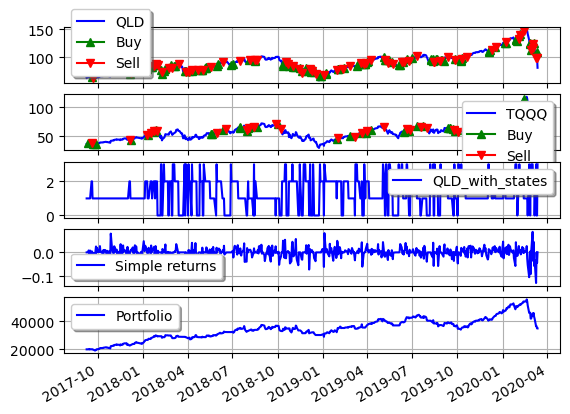 150
100
QLD
Buy
Sell
100
50
TQQQ
Buy
Sell
2
0
QLD_with_states
0.0
−0.1
Simple returns
40000
20000
Portfolio
2017-10
2018-01
2018-04
2018-07
2018-10
2019-01
2019-04
2019-07
2019-10
2020-01
2020-04